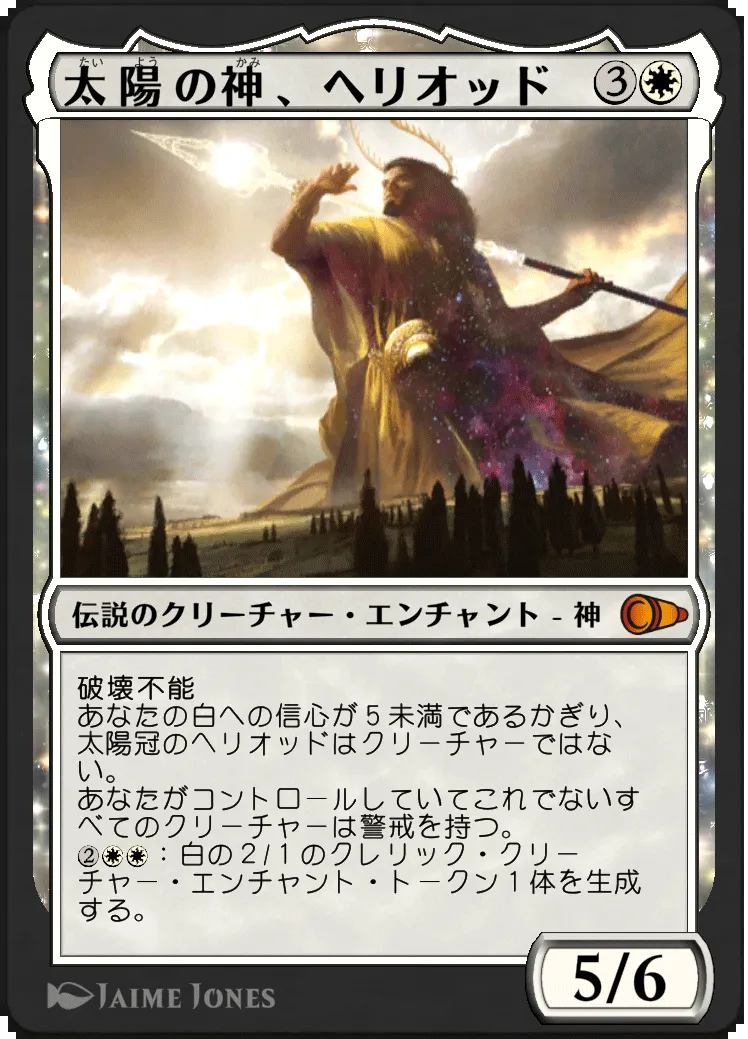 太陽の神、ヘリオッド 3
伝説のクリーチャー・エンチャント - 神
破壊不能
あなたの白への信心が5未満であるかぎり、
太陽冠のヘリオッドはクリーチャーではな
い。
あなたがコントロールしていてこれでないす
べてのクリーチャーは警戒を持つ。
2：白の2/1のクレリック・クリー
チャー・エンチャント・トークン1体を生成
する。
5/6
JAIME JONES